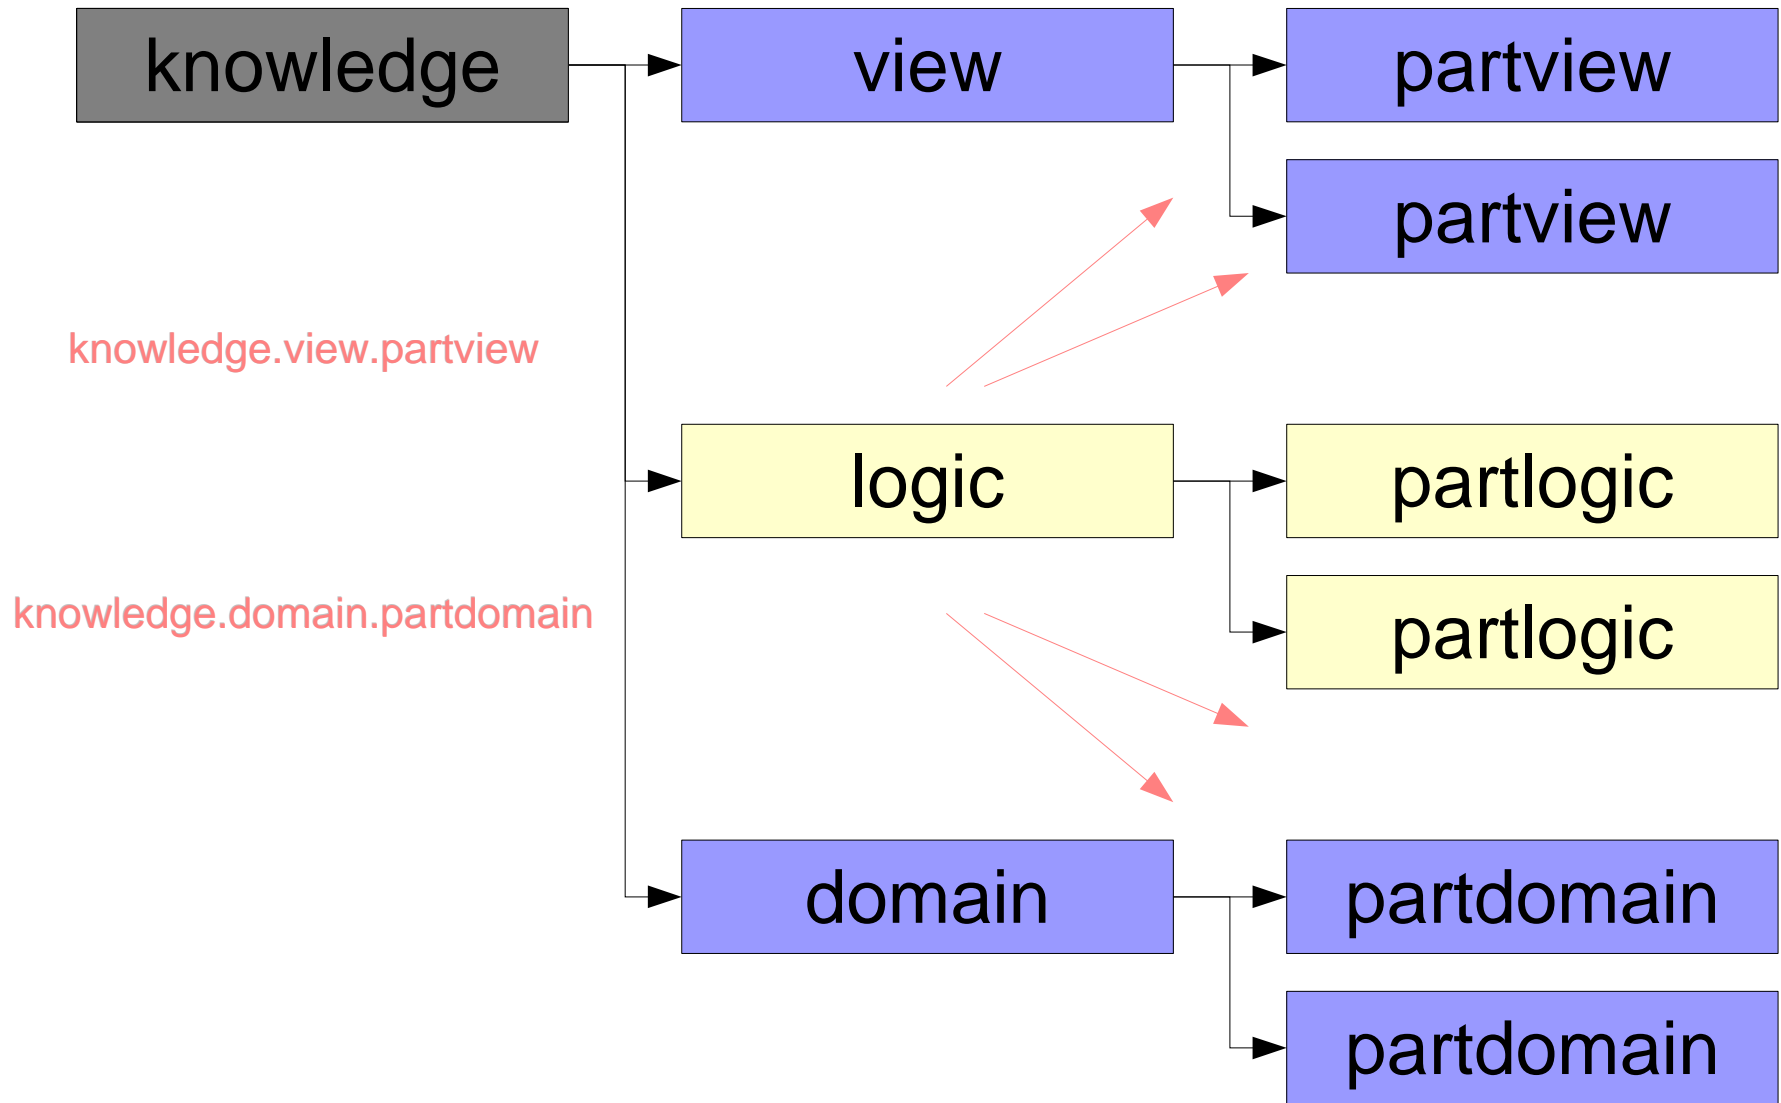 knowledge
view
partview
partview
knowledge.view.partview
logic
partlogic
knowledge.domain.partdomain
partlogic
domain
partdomain
partdomain